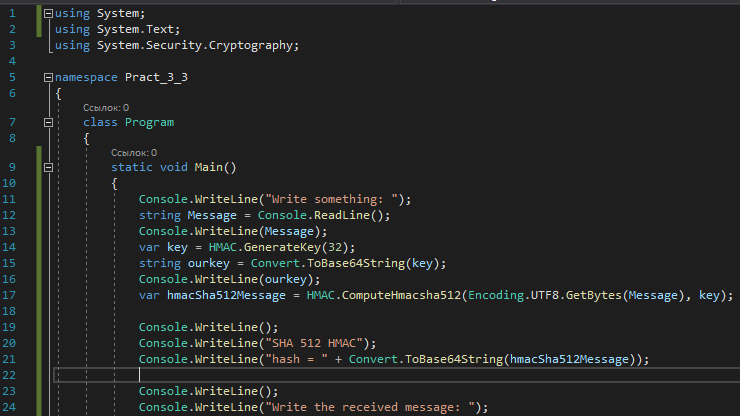 1 using System;
2 using System.Text;
3 using System.Security.Cryptography;
4
5 namespace Pract_3_3
6 {
Ссылок: 0
7 class Program
8 {
Ссылок: 0
9 static void Main()
10 {
11 Console.WriteLine("Write something: ");
12 string Message = Console.ReadLine();
13 Console.WriteLine(Message);
14 var key = HMAC.GenerateKey(32);
15 string ourkey = Convert.ToBase64String(key);
16 Console.WriteLine(ourkey);
17 var hmacSha512Message = HMAC.ComputeHmacsha512(Encoding.UTF8.GetBytes(Message), key);
18
19 Console.WriteLine();
20 Console.WriteLine("SHA 512 HMAC");
21 Console.WriteLine("hash = " + Convert.ToBase64String(hmacSha512Message));
22
23 Console.WriteLine();
24 Console.WriteLine("Write the received message: ");